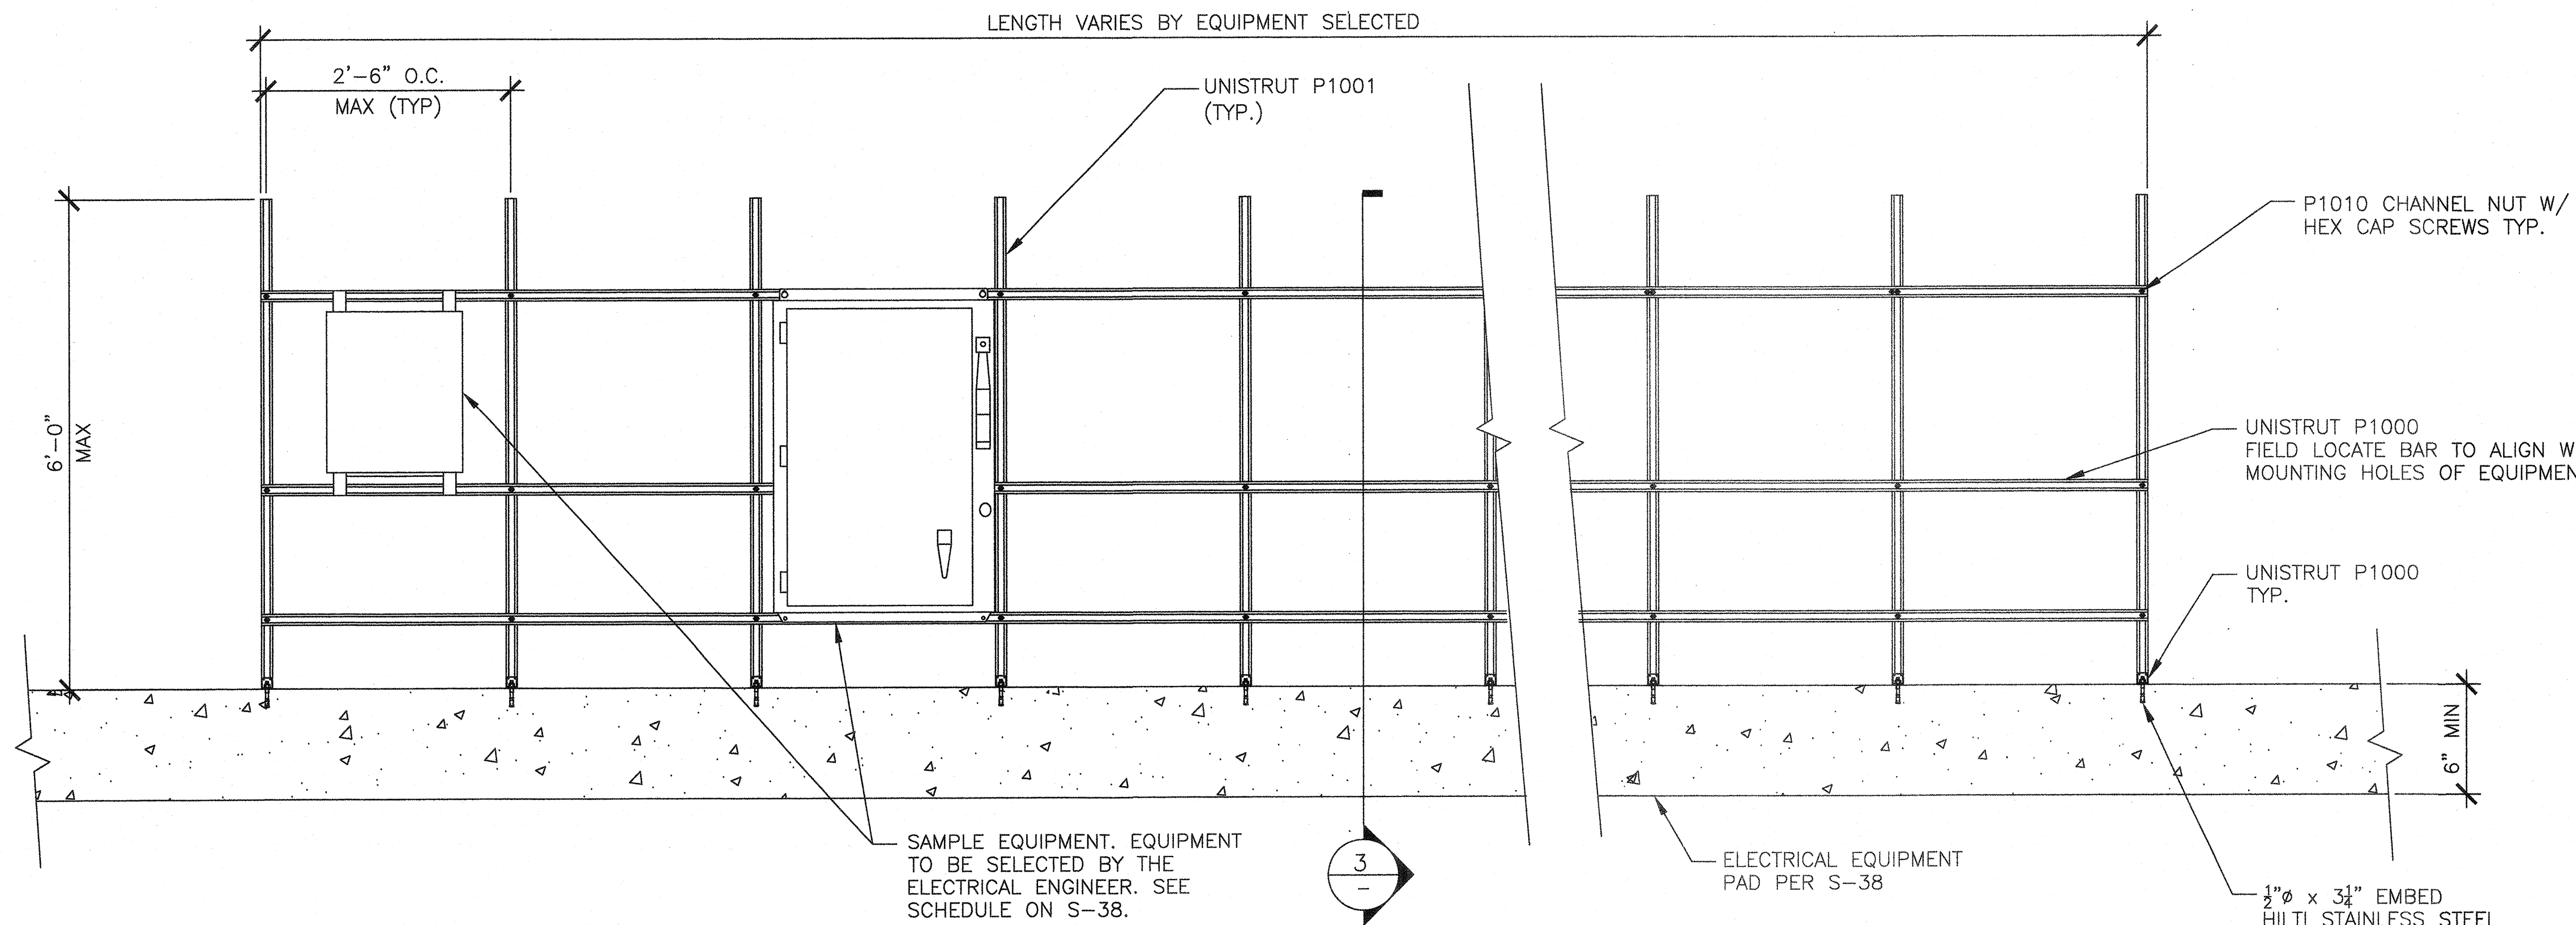 LENGTH VARIES BY EQUIPMENT SELECTED
2'-6" O.C.
MAX (TYP)
UNISTRUT P1001
(TYP.)
P1010 CHANNEL NUT W/
HEX CAP SCREWS TYP.
6'-0"
MAX
UNISTRUT P1000
FIELD LOCATE BAR TO ALIGN W
MOUNTING HOLES OF EQUIPMEN
UNISTRUT P1000
TYP.
6" MIN
SAMPLE EQUIPMENT. EQUIPMENT
TO BE SELECTED BY THE
ELECTRICAL ENGINEER. SEE
SCHEDULE ON S-38.
3
-
ELECTRICAL EQUIPMENT
PAD PER S-38
½"ø x 3¼" EMBED
HILTI STAINLESS STEEL